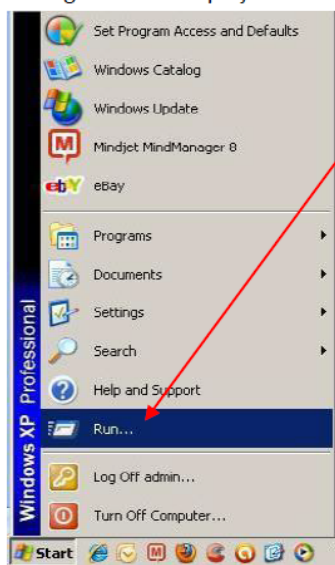 Set Program Access and Defaults
Windows Catalog
Windows Update
Mindjet MindManager 8
ebY eBay
Programs
Documents
Settings
Search
Help and Support
Run...
Log Off admin...
Turn Off Computer...
Windows XP Professional
Start